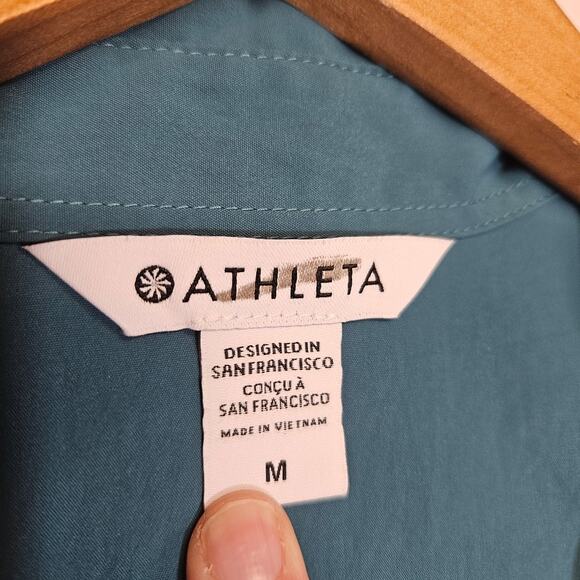 ATHLETA
DESIGNED IN
SAN FRANCISCO
CONÇU À
SAN FRANCISCO
MADE IN VIETNAM
M